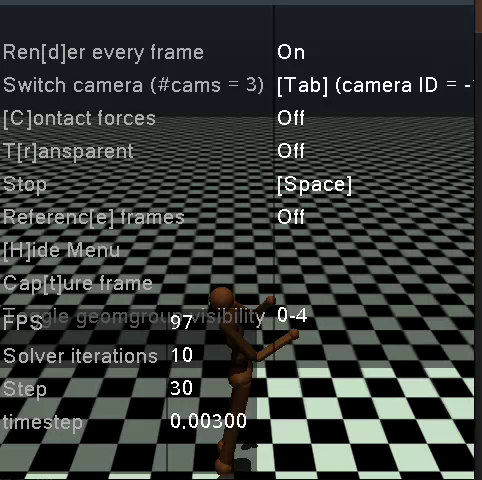 Ren[d]er every frame On
Switch camera (#cams = 3) [Tab] (camera ID = -
[C]ontact forces Off
T[r]ansparent Off
Stop [Space]
Referenc[e] frames Off
[H]ide Menu
Cap[t]ure frame
Toggle geomgroup visibility 0-4
FPS 97
Solver iterations 10
Step 30
timestep 0.00300